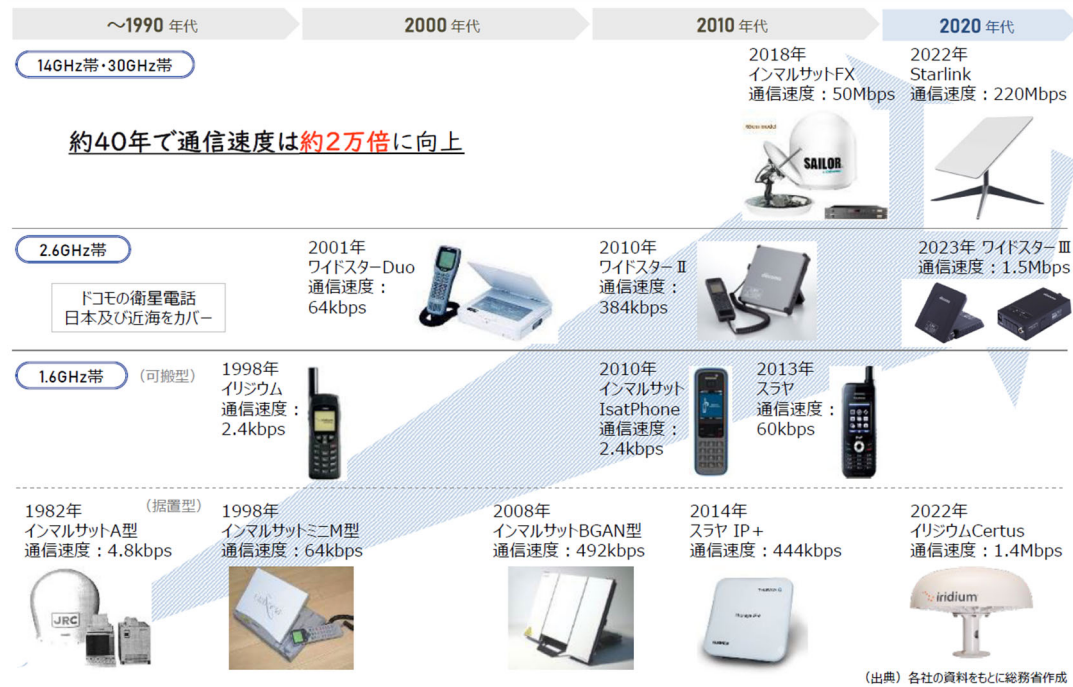 ～1990 年代
2000 年代
2010 年代
2020 年代
14GHz帯・30GHz帯
約40年で通信速度は約2万倍に向上
2018年
インマルサットFX
通信速度：50Mbps
SAILOR
2022年
Starlink
通信速度：220Mbps
2.6GHz帯
ドコモの衛星電話
日本及び近海をカバー
2001年
ワイドスターDuo
通信速度：
64kbps
2010年
ワイドスターⅡ
通信速度：
384kbps
2023年 ワイドスターⅢ
通信速度：1.5Mbps
1.6GHz帯
（可搬型）
1998年
イリジウム
通信速度：
2.4kbps
2010年
インマルサット
IsatPhone
通信速度：
2.4kbps
2013年
スラヤ
通信速度：
60kbps
（据置型）
1982年
インマルサットA型
通信速度：4.8kbps
JRC
1998年
インマルサットミニM型
通信速度：64kbps
2008年
インマルサットBGAN型
通信速度：492kbps
2014年
スラヤ IP+
通信速度：444kbps
2022年
イリジウムCertus
通信速度：1.4Mbps
iridium
（出典）各社の資料をもとに総務省作成